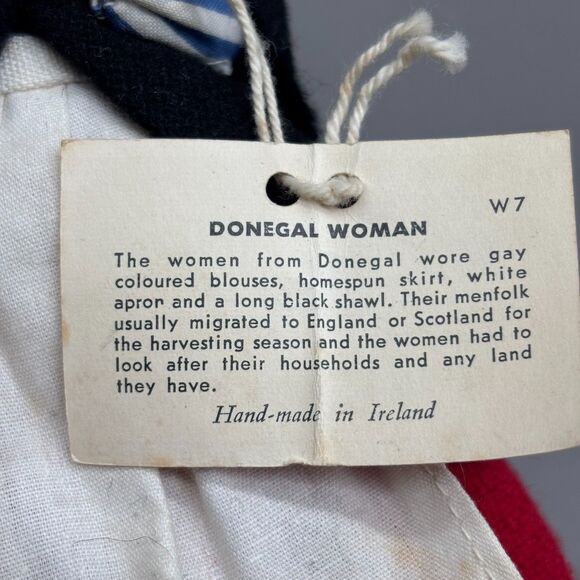 W7
DONEGAL WOMAN
The women from Donegal wore gay
coloured blouses, homespun skirt, white
apron and a long black shawl. Their menfolk
usually migrated to England or Scotland for
the harvesting season and the women had to
look after their households and any land
they have.
Hand-made in Ireland